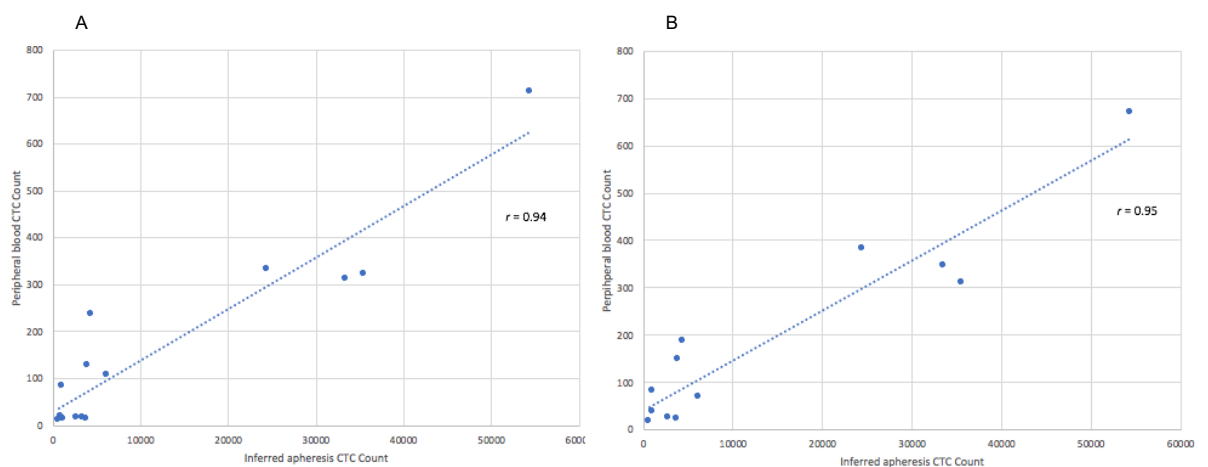 A
800
700
600
500
400
300
200
100
0
Peripheral blood CTC Count
r = 0.94
0 10000 20000 30000 40000 50000 6000
Inferred apheresis CTC Count
B
800
700
600
500
400
300
200
100
0
Perpiheral blood CTC Count
r = 0.95
0 10000 20000 30000 40000 50000 60000
Inferred apheresis CTC Count